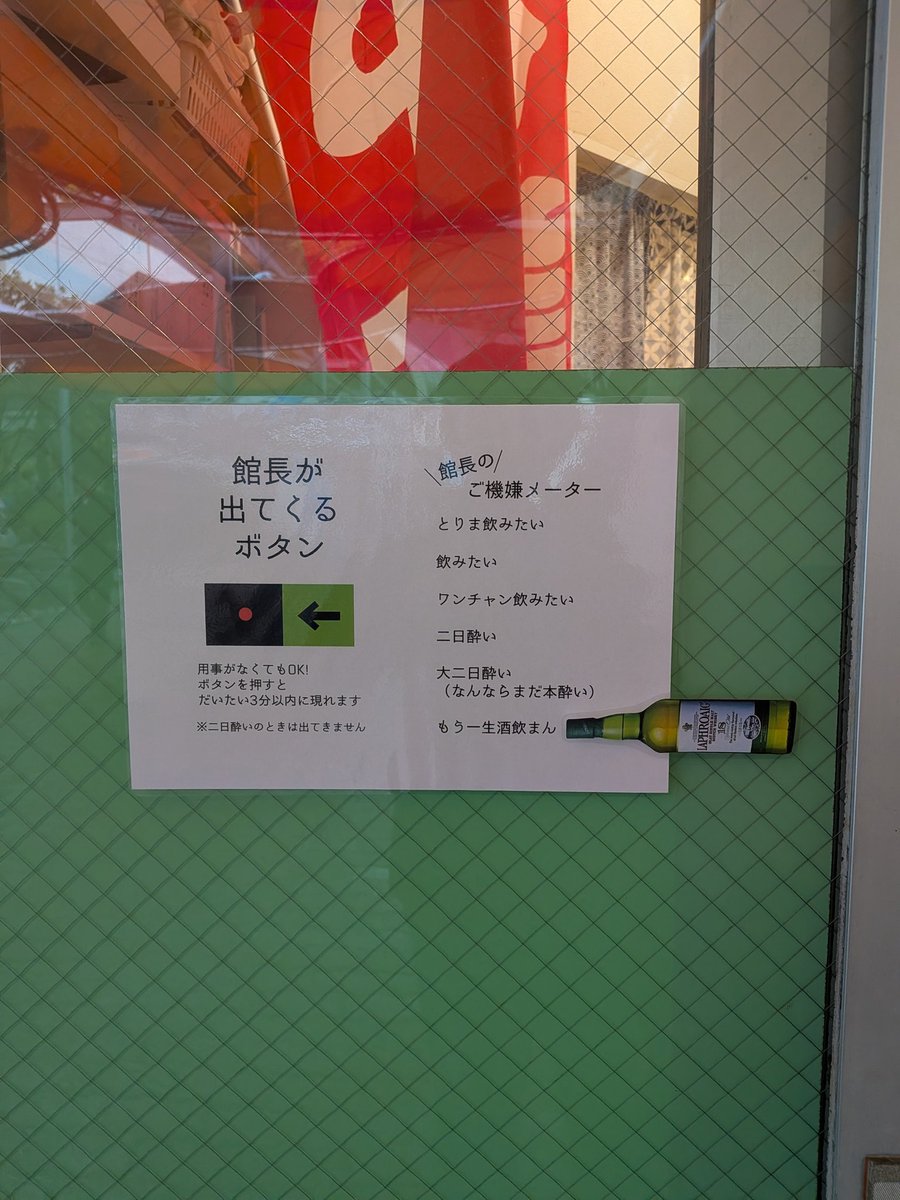 館長が
出てくる
ボタン
用事がなくてもOK!
ボタンを押すと
だいたい3分以内に現れます
※二日酔いのときは出てきません
\館長の/
ご機嫌メーター
とりま飲みたい
飲みたい
ワンチャン飲みたい
二日酔い
大二日酔い
（なんならまだ本酔い）
もう一生酒飲まん
LAPHROAIG
18